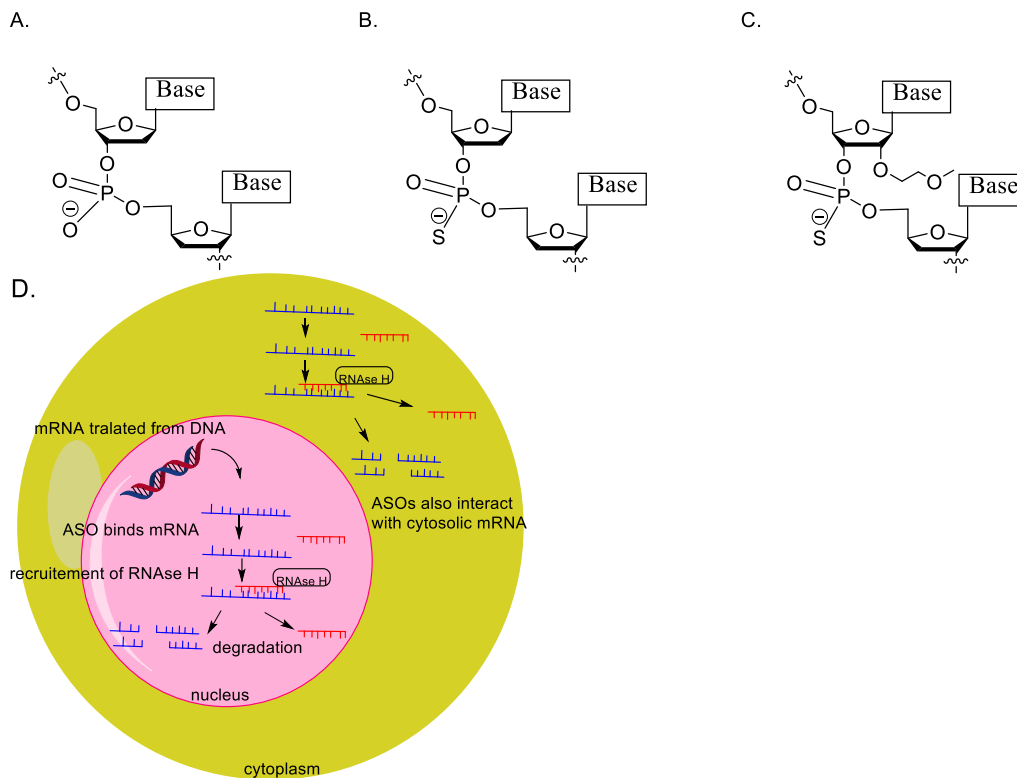 A.
B.
C.
Base
O
O
O
O
P
O
⊖
O
Base
O
Base
O
O
O
O
P
O
⊖
S
Base
O
Base
O
O
O
O
O
O
P
O
⊖
S
Base
O
D.
RNAse H
mRNA tralated from DNA
ASOs also interact
with cytosolic mRNA
ASO binds mRNA
recruitement of RNAse H
RNAse H
degradation
nucleus
cytoplasm